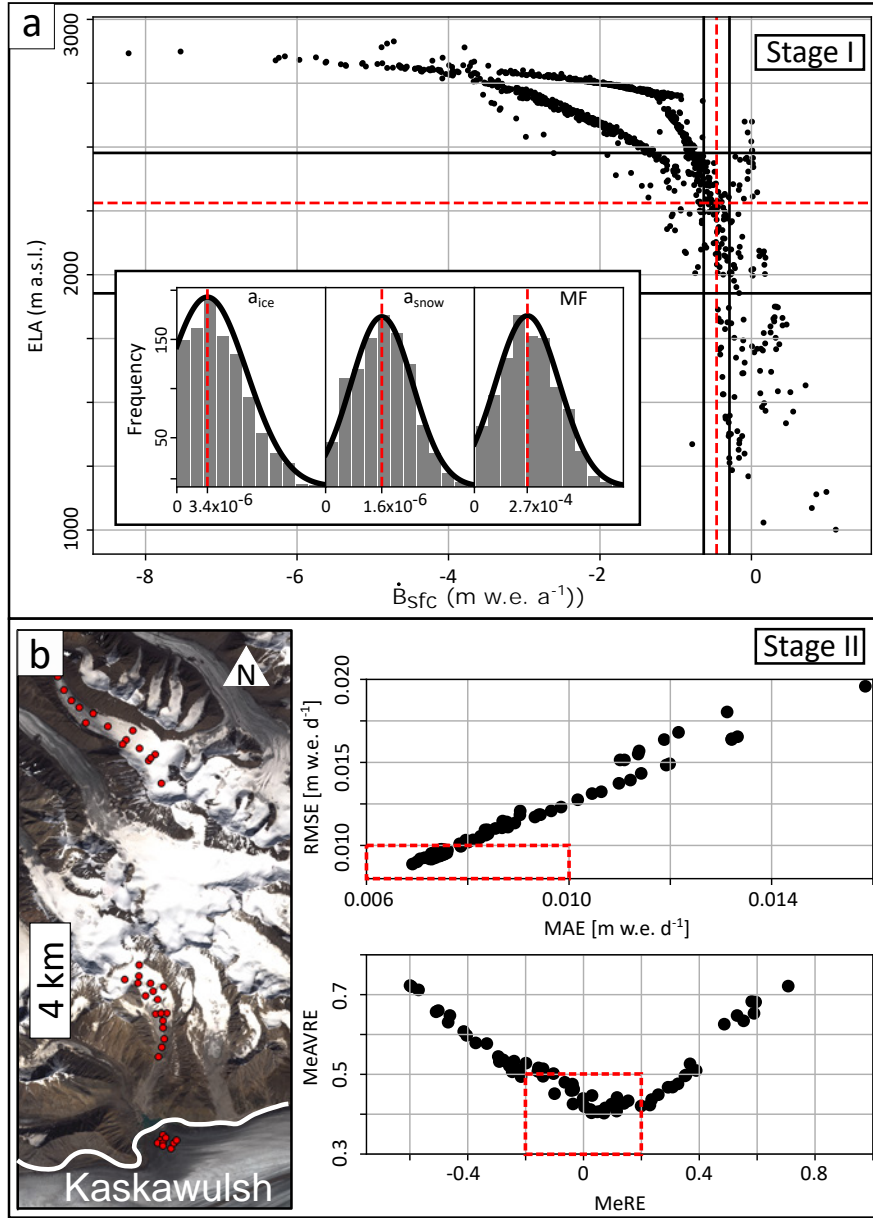 a
Stage I
3000
2000
1000
ELA (m a.s.l.)
a_ice
a_snow
MF
Frequency
150
50
0
3.4x10^-6
0
1.6x10^-6
0
2.7x10^-4
-8
-6
-4
-2
0
Ḃ_sfc (m w.e. a^-1))
b
N
4 km
Kaskawulsh
Stage II
RMSE [m w.e. d^-1]
0.020
0.015
0.010
0.006
0.010
0.014
MAE [m w.e. d^-1]
MeAVRE
0.7
0.5
0.3
-0.4
0
0.4
0.8
MeRE